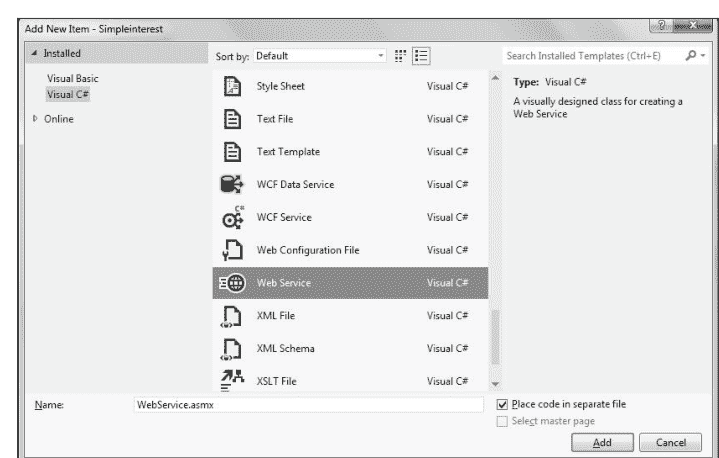 Add New Item - Simpleinterest
Installed
Visual Basic
Visual C#
Online
Sort by: Default
Search Installed Templates (Ctrl+E)
Style Sheet Visual C#
Text File Visual C#
Text Template Visual C#
WCF Data Service Visual C#
C#
WCF Service Visual C#
Web Configuration File Visual C#
Web Service Visual C#
XML File Visual C#
XML Schema Visual C#
XSLT File Visual C#
Type: Visual C#
A visually designed class for creating a
Web Service
Name: WebService.asmx
Place code in separate file
Select master page
Add Cancel